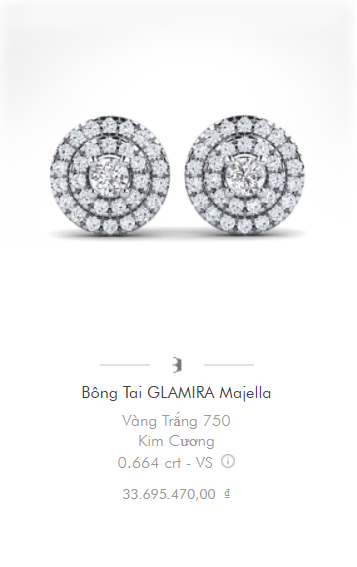 Bông Tai GLAMIRA Majella
Vàng Trắng 750
Kim Cương
0.664 crt - VS
33.695.470,00 ₫